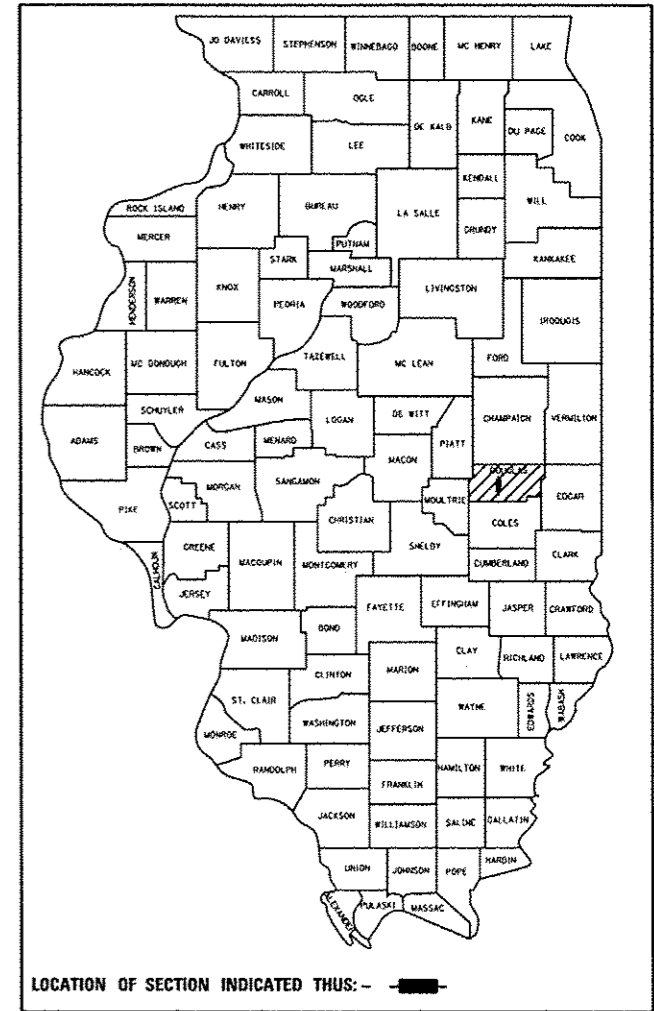 JO DAVIESS
STEPHENSON
WINNEBAGO
BOONE
MC HENRY
LAKE
CARROLL
OGLE
DE KALB
KANE
DU PAGE
COOK
WHITESIDE
LEE
KENDALL
WILL
ROCK ISLAND
HENRY
BUREAU
LA SALLE
GRUNDY
MERCER
PUTNAM
STARK
MARSHALL
KANKAKEE
HENDERSON
WARREN
KNOX
PEORIA
WOODFORD
LIVINGSTON
IROQUOIS
HANCOCK
MC DONOUGH
FULTON
TAZEWELL
MC LEAN
FORD
SCHUYLER
MASON
LOGAN
DE WITT
CHAMPAIGN
VERMILION
ADAMS
BROWN
CASS
MENARD
MACON
PIATT
DOUGLAS
PIKE
SCOTT
MORGAN
SANGAMON
CHRISTIAN
MOULTRIE
EDGAR
COLES
CALHOUN
GREENE
MACOUPIN
MONTGOMERY
SHELBY
CUMBERLAND
CLARK
JERSEY
FAYETTE
EFFINGHAM
JASPER
CRAWFORD
MADISON
BOND
CLAY
RICHLAND
LAWRENCE
CLINTON
MARION
ST. CLAIR
WAYNE
EDWARDS
WABASH
WASHINGTON
JEFFERSON
MONROE
RANDOLPH
PERRY
HAMILTON
WHITE
FRANKLIN
JACKSON
WILLIAMSON
SALINE
GALLATIN
UNION
JOHNSON
POPE
HARDIN
ALEXANDER
PULASKI
MASSAC
LOCATION OF SECTION INDICATED THUS: -